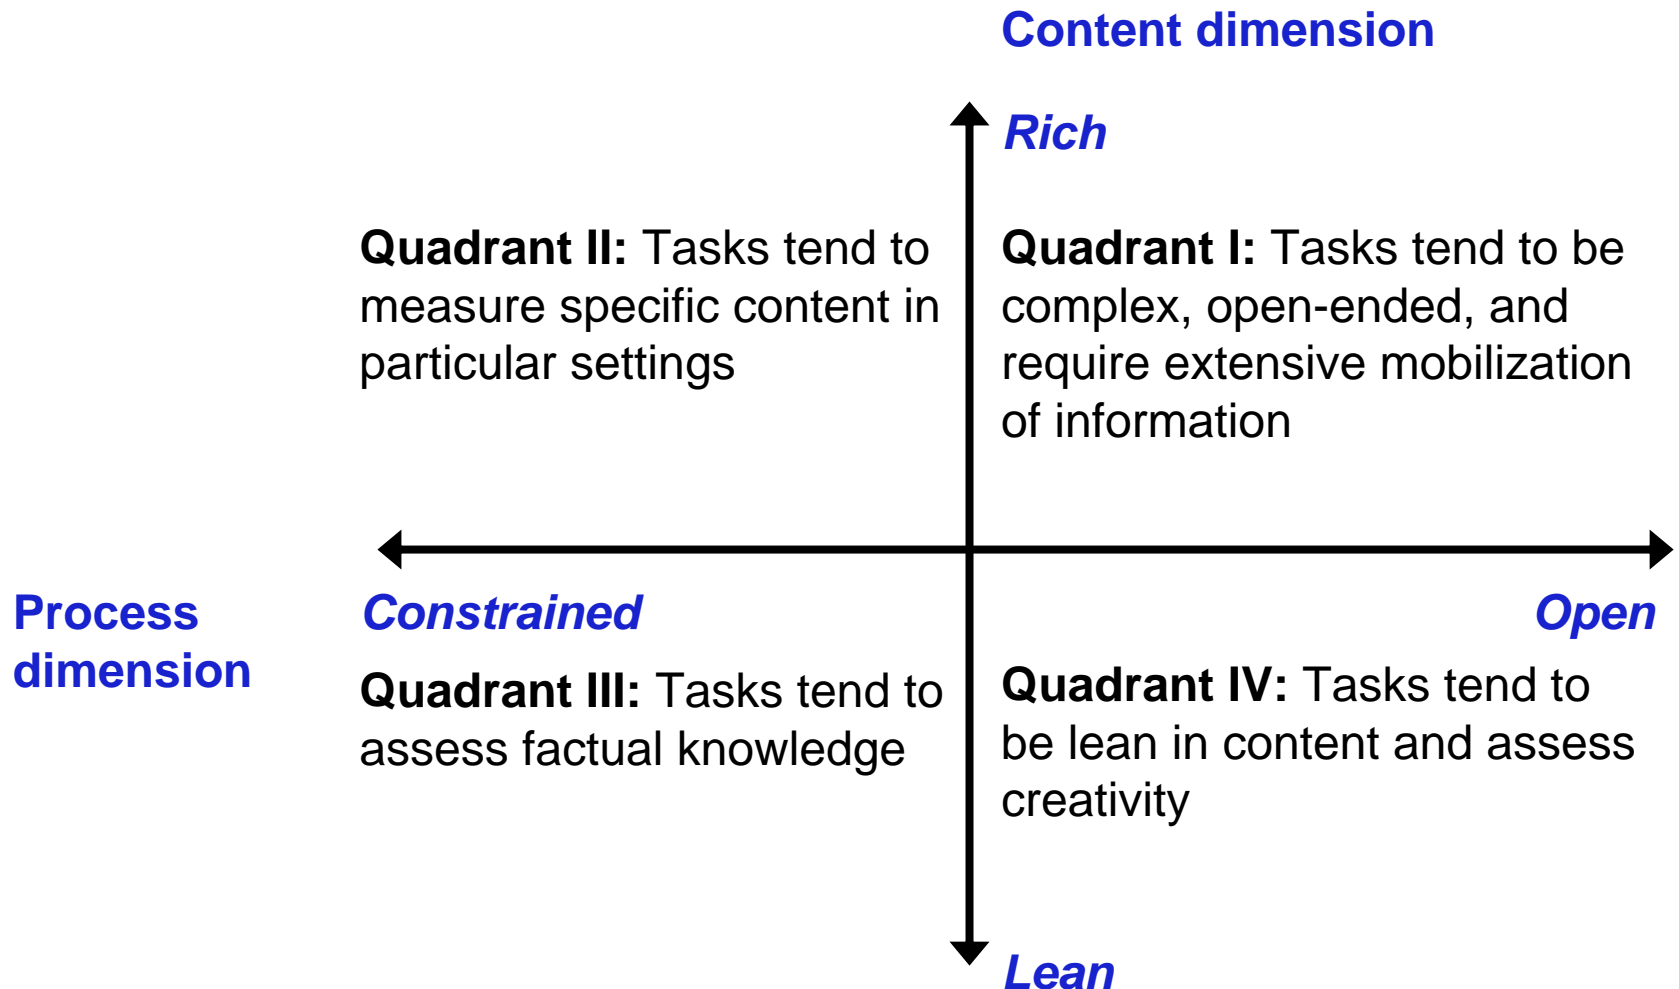 Content dimension
Rich
Quadrant II: Tasks tend to
measure specific content in
particular settings
Quadrant I: Tasks tend to be
complex, open-ended, and
require extensive mobilization
of information
Process
dimension
Constrained
Open
Quadrant III: Tasks tend to
assess factual knowledge
Quadrant IV: Tasks tend to
be lean in content and assess
creativity
Lean